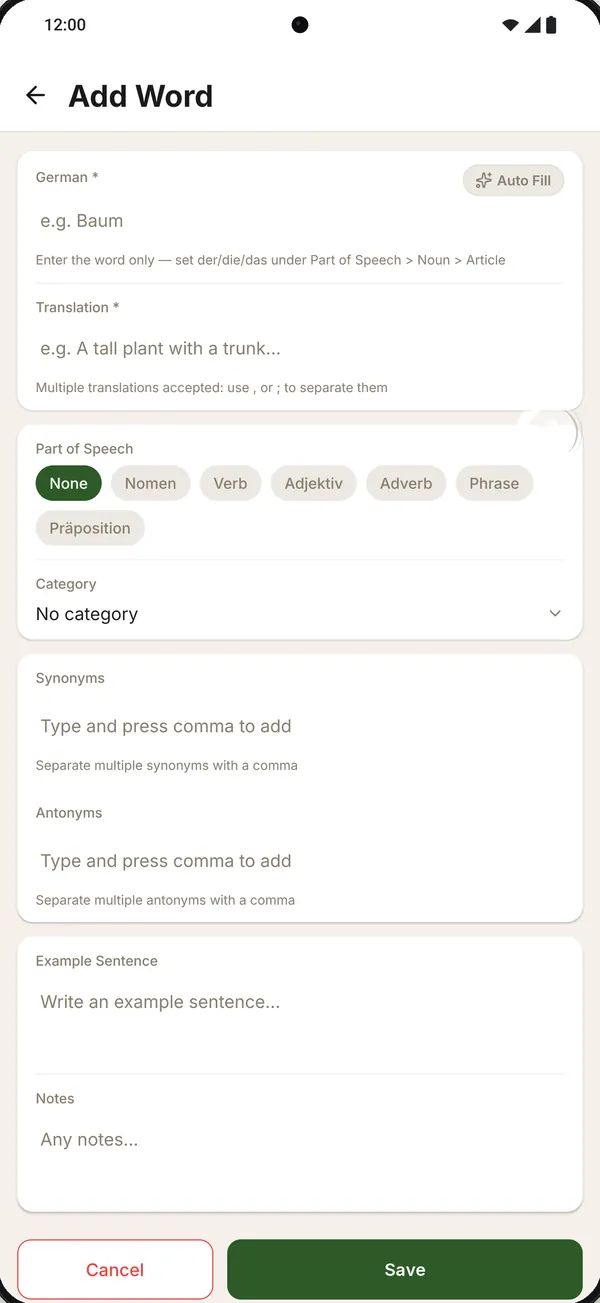 12:00
Add Word
German *
Auto Fill
e.g. Baum
Enter the word only — set der/die/das under Part of Speech > Noun > Article
Translation *
e.g. A tall plant with a trunk...
Multiple translations accepted: use , or ; to separate them
Part of Speech
None Nomen Verb Adjektiv Adverb Phrase
Präposition
Category
No category
Synonyms
Type and press comma to add
Separate multiple synonyms with a comma
Antonyms
Type and press comma to add
Separate multiple antonyms with a comma
Example Sentence
Write an example sentence...
Notes
Any notes...
Cancel Save